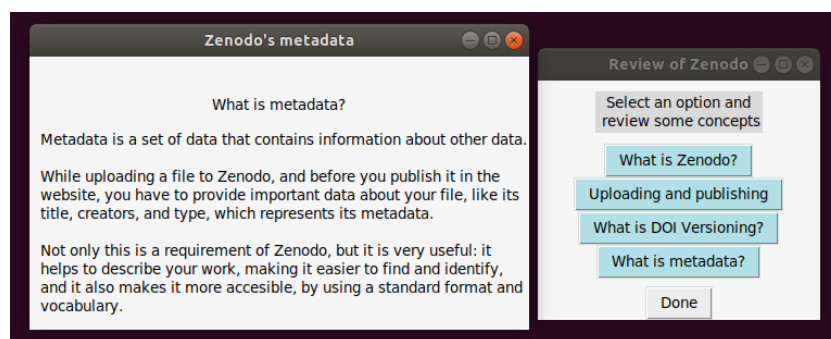 Zenodo's metadata
What is metadata?
Metadata is a set of data that contains information about other data.
While uploading a file to Zenodo, and before you publish it in the
website, you have to provide important data about your file, like its
title, creators, and type, which represents its metadata.
Not only this is a requirement of Zenodo, but it is very useful: it
helps to describe your work, making it easier to find and identify,
and it also makes it more accesible, by using a standard format and
vocabulary.
Review of Zenodo
Select an option and
review some concepts
What is Zenodo?
Uploading and publishing
What is DOI Versioning?
What is metadata?
Done